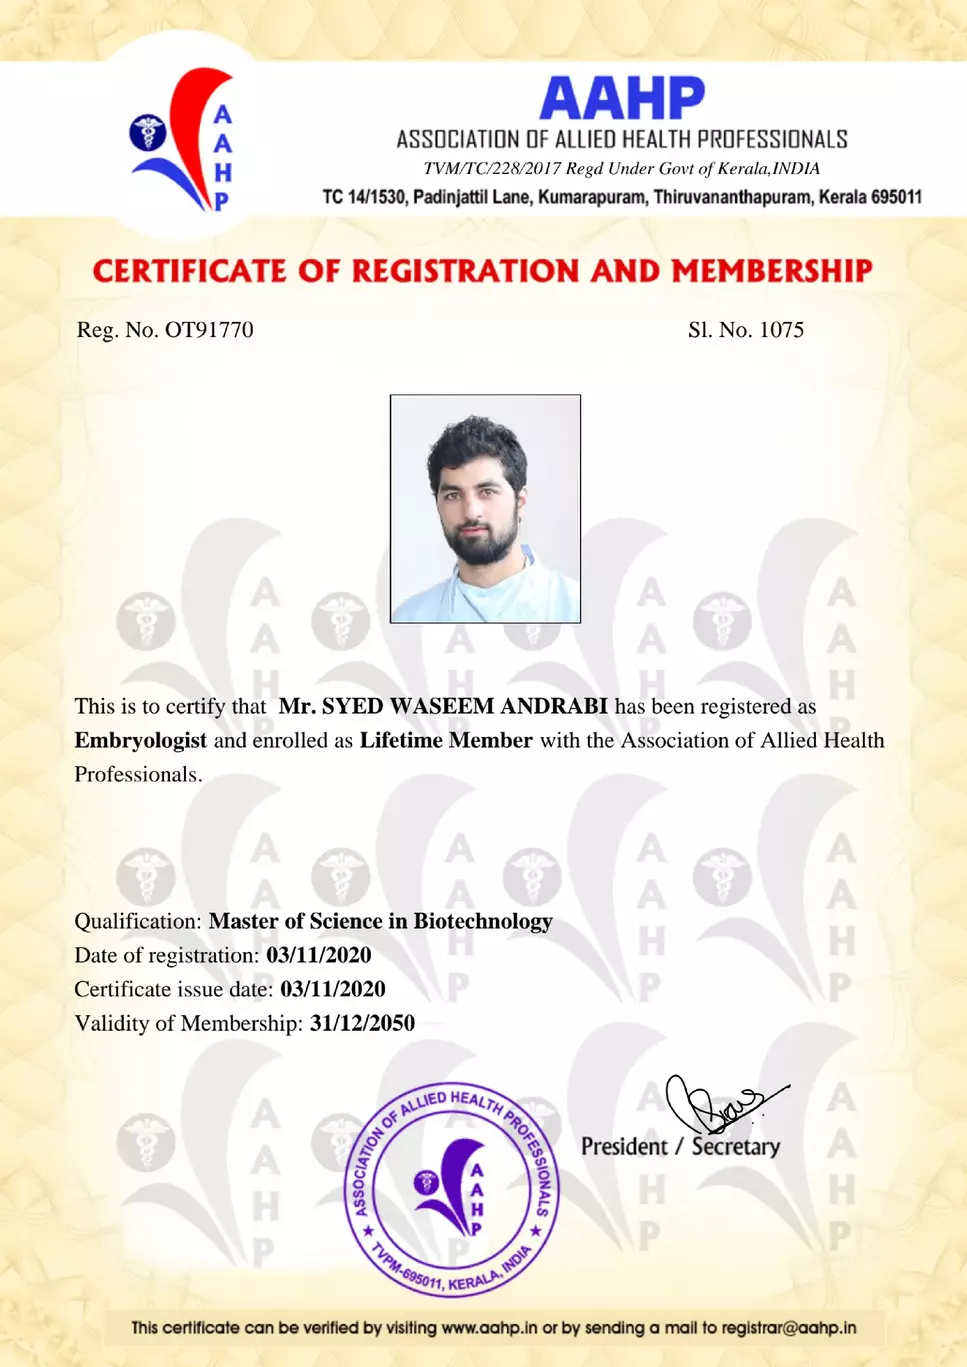 A
A
H
P
AAHP
ASSOCIATION OF ALLIED HEALTH PROFESSIONALS
TVM/TC/228/2017 Regd Under Govt of Kerala,INDIA
TC 14/1530, Padinjattil Lane, Kumarapuram, Thiruvananthapuram, Kerala 695011
CERTIFICATE OF REGISTRATION AND MEMBERSHIP
Reg. No. OT91770 Sl. No. 1075
This is to certify that Mr. SYED WASEEM ANDRABI has been registered as
Embryologist and enrolled as Lifetime Member with the Association of Allied Health
Professionals.
Qualification: Master of Science in Biotechnology
Date of registration: 03/11/2020
Certificate issue date: 03/11/2020
Validity of Membership: 31/12/2050
ASSOCIATION OF ALLIED HEALTH PROFESSIONALS
A
A
H
P
★ TVPM-695011, KERALA, INDIA ★
President / Secretary
This certificate can be verified by visiting www.aahp.in or by sending a mail to registrar@aahp.in